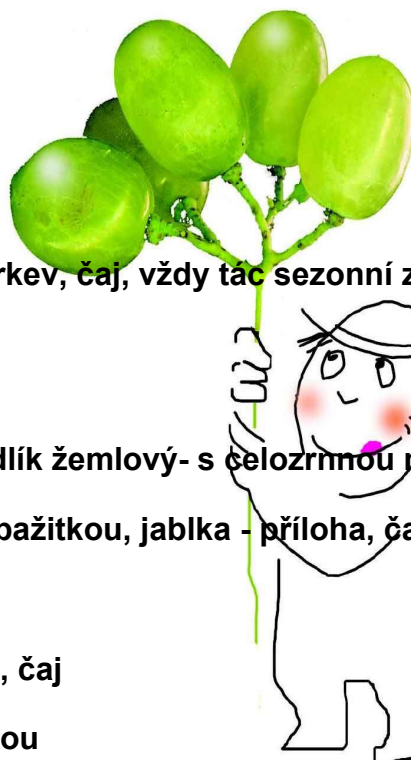 rkev, čaj, vždy tác sezonní z
dlík žemlový- s celozrnnou
pažitkou, jablka - příloha, ča
, čaj
ou